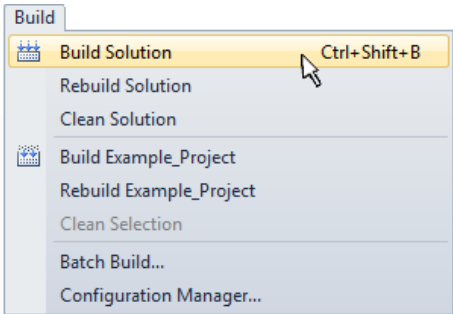 Build
Build Solution Ctrl+Shift+B
Rebuild Solution
Clean Solution
Build Example_Project
Rebuild Example_Project
Clean Selection
Batch Build...
Configuration Manager...